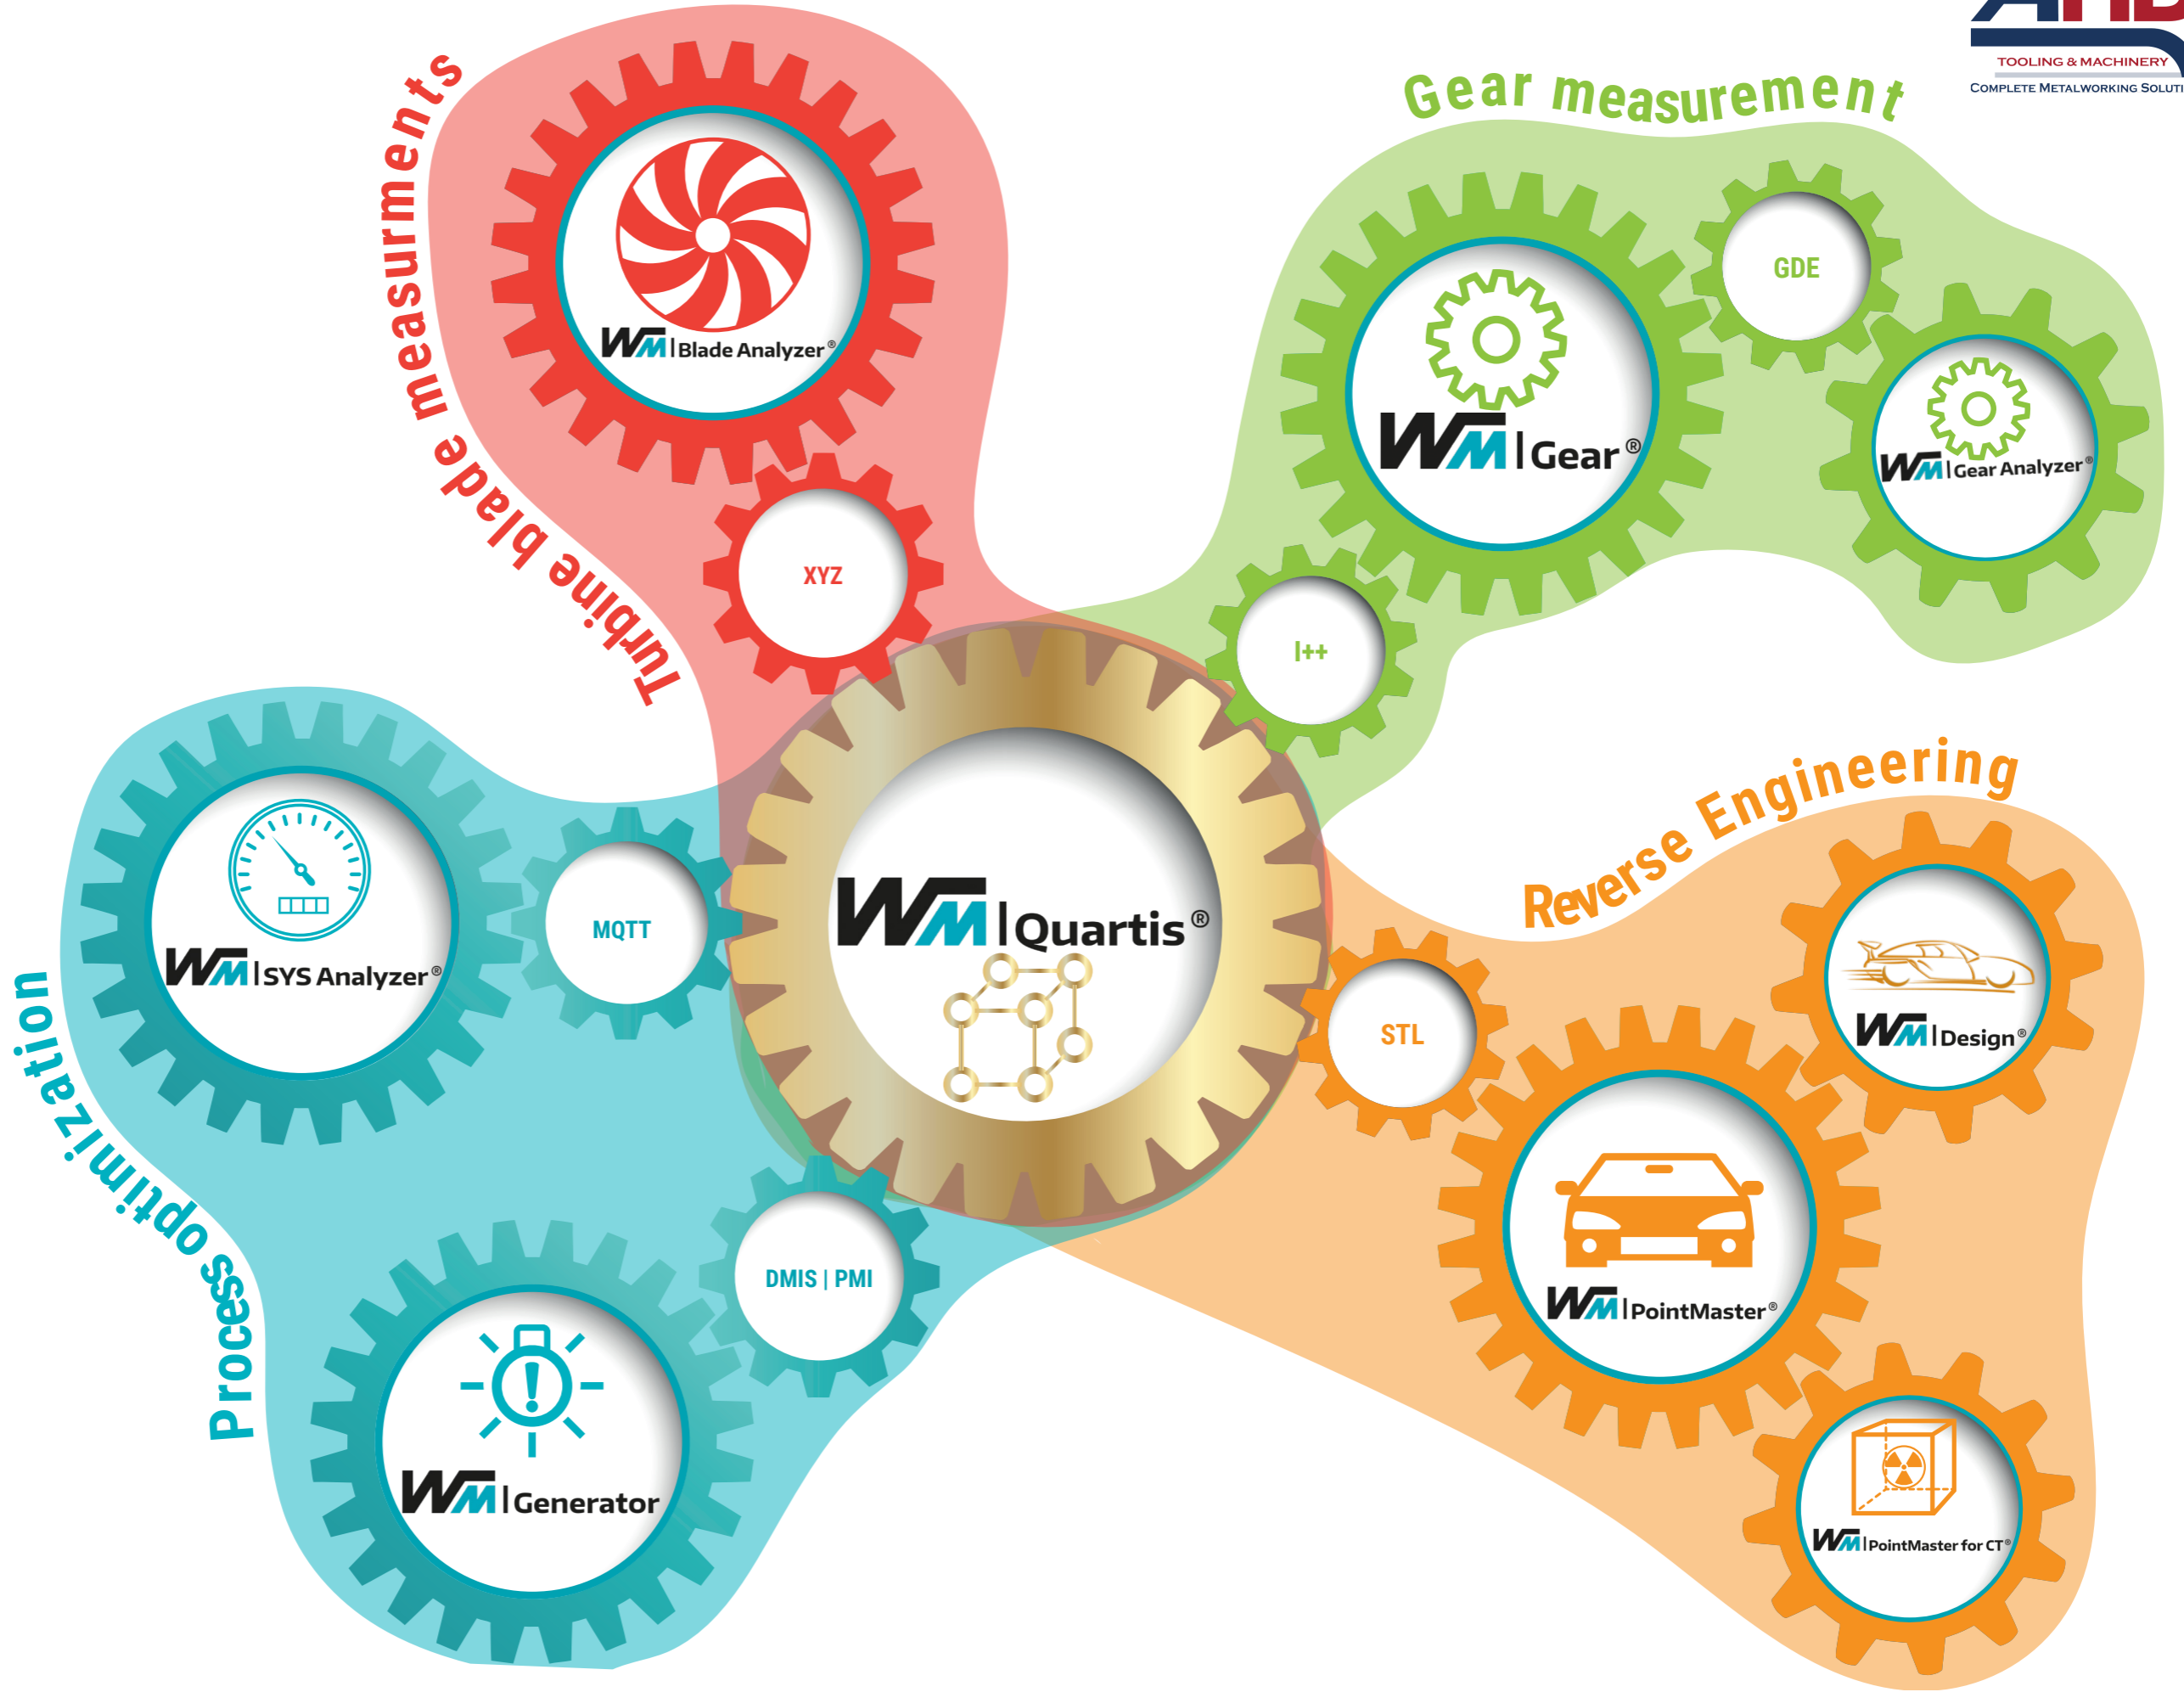 TOOLING & MACHINERY
Turbine blade measurments
WM | Blade Analyzer®
XYZ
Gear measurement
WM | Gear®
GDE
WM | Gear Analyzer®
I++
WM | Quartis®
Process optimization
WM | SYS Analyzer®
MQTT
DMIS | PMI
WM | Generator
Reverse Engineering
STL
WM | Design®
WM | PointMaster®
WM | PointMaster for CT®
COMPLETE METALWORKING